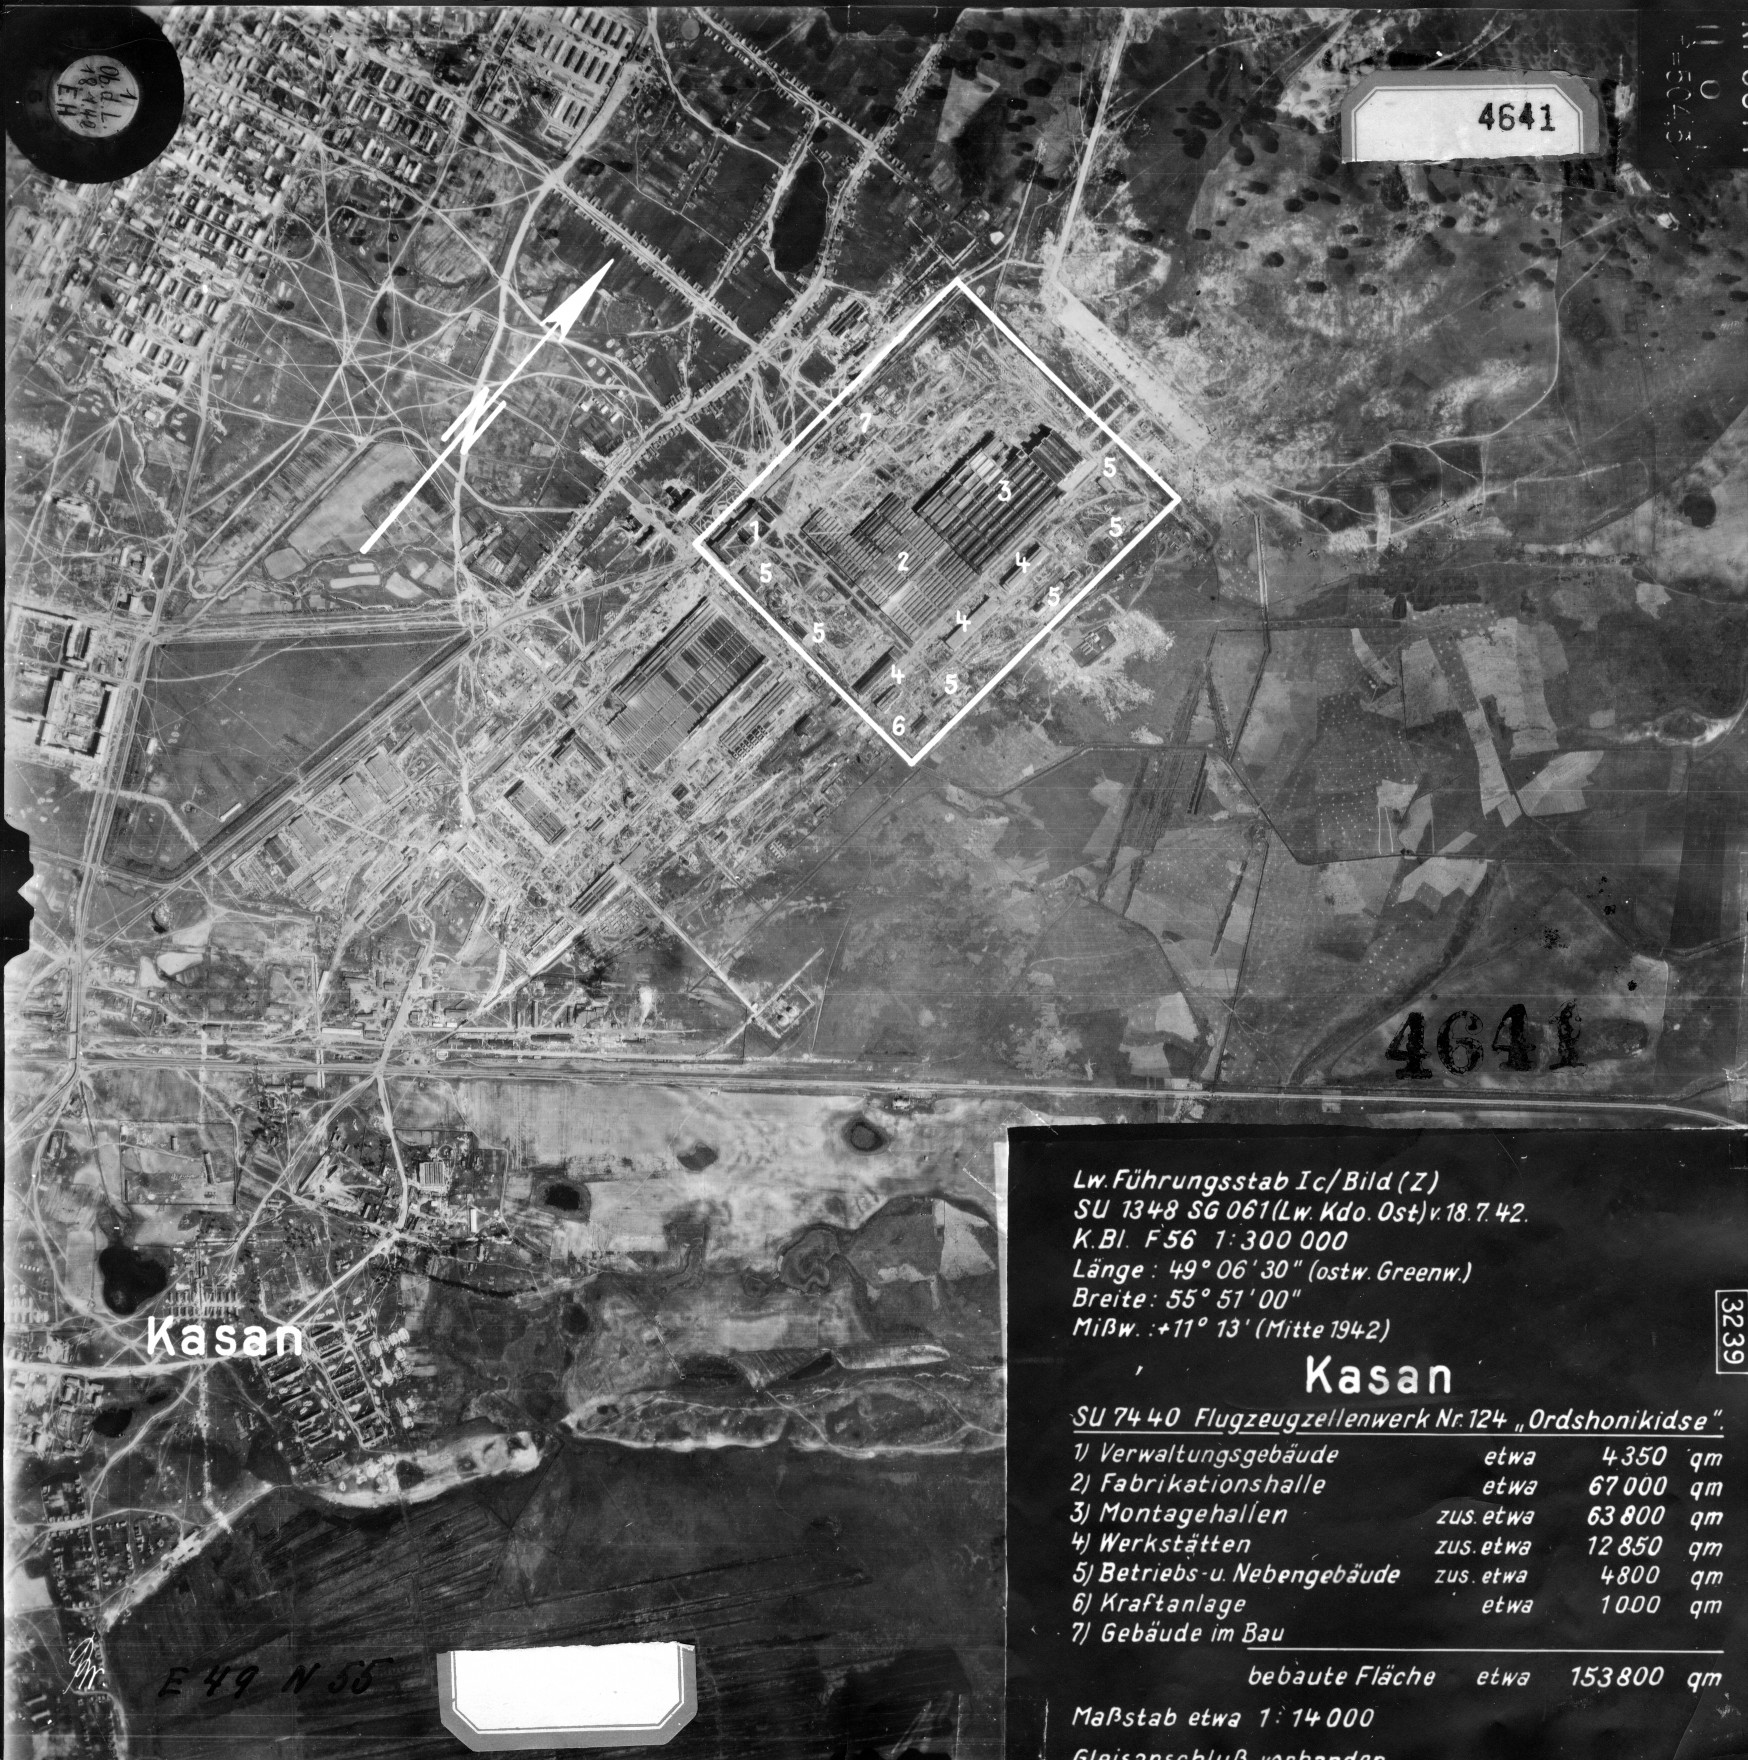 Ob.d.L.
18.1.42
EH
4641
N
7
3
5
5
1
2
4
5
5
4
5
4
5
6
4641
Kasan
E 49 N 55
3239
Lw. Führungsstab Ic/Bild (Z)
SU 1348 SG 061 (Lw. Kdo. Ost) v. 18.7.42.
K.Bl. F 56 1:300 000
Länge : 49° 06' 30" (ostw. Greenw.)
Breite : 55° 51' 00"
Mißw. :+11° 13' (Mitte 1942)
Kasan
SU 7440 Flugzeugzellenwerk Nr. 124 „Ordshonikidse".
1) Verwaltungsgebäude etwa 4350 qm
2) Fabrikationshalle etwa 67000 qm
3) Montagehallen zus. etwa 63800 qm
4) Werkstätten zus. etwa 12850 qm
5) Betriebs-u. Nebengebäude zus. etwa 4800 qm
6) Kraftanlage etwa 1000 qm
7) Gebäude im Bau
bebaute Fläche etwa 153800 qm
Maßstab etwa 1:14000
Gleisanschluß vorhanden